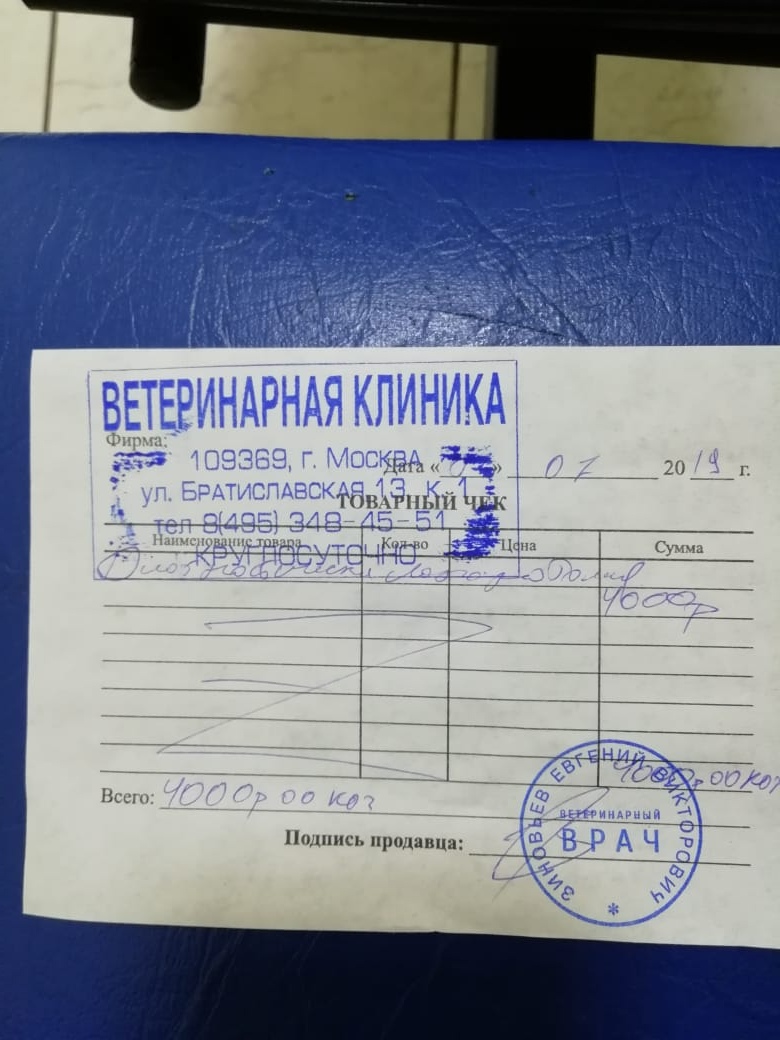 ВЕТЕРИНАРНАЯ КЛИНИКА
Фирма:
109369, г. Москва
Дата « » 07 2019 г.
ул. Братиславская 13, к. 1
ТОВАРНЫЙ ЧЕК
тел 8(495) 348-45-51
Наименование товара Кол-во Цена Сумма
КРУГЛОСУТОЧНО
4000р
4000р 00 коп
Всего: 4000р 00 коп
Подпись продавца:
ЗИНОВЬЕВ ЕВГЕНИЙ ВИКТОРОВИЧ
ВЕТЕРИНАРНЫЙ
ВРАЧ